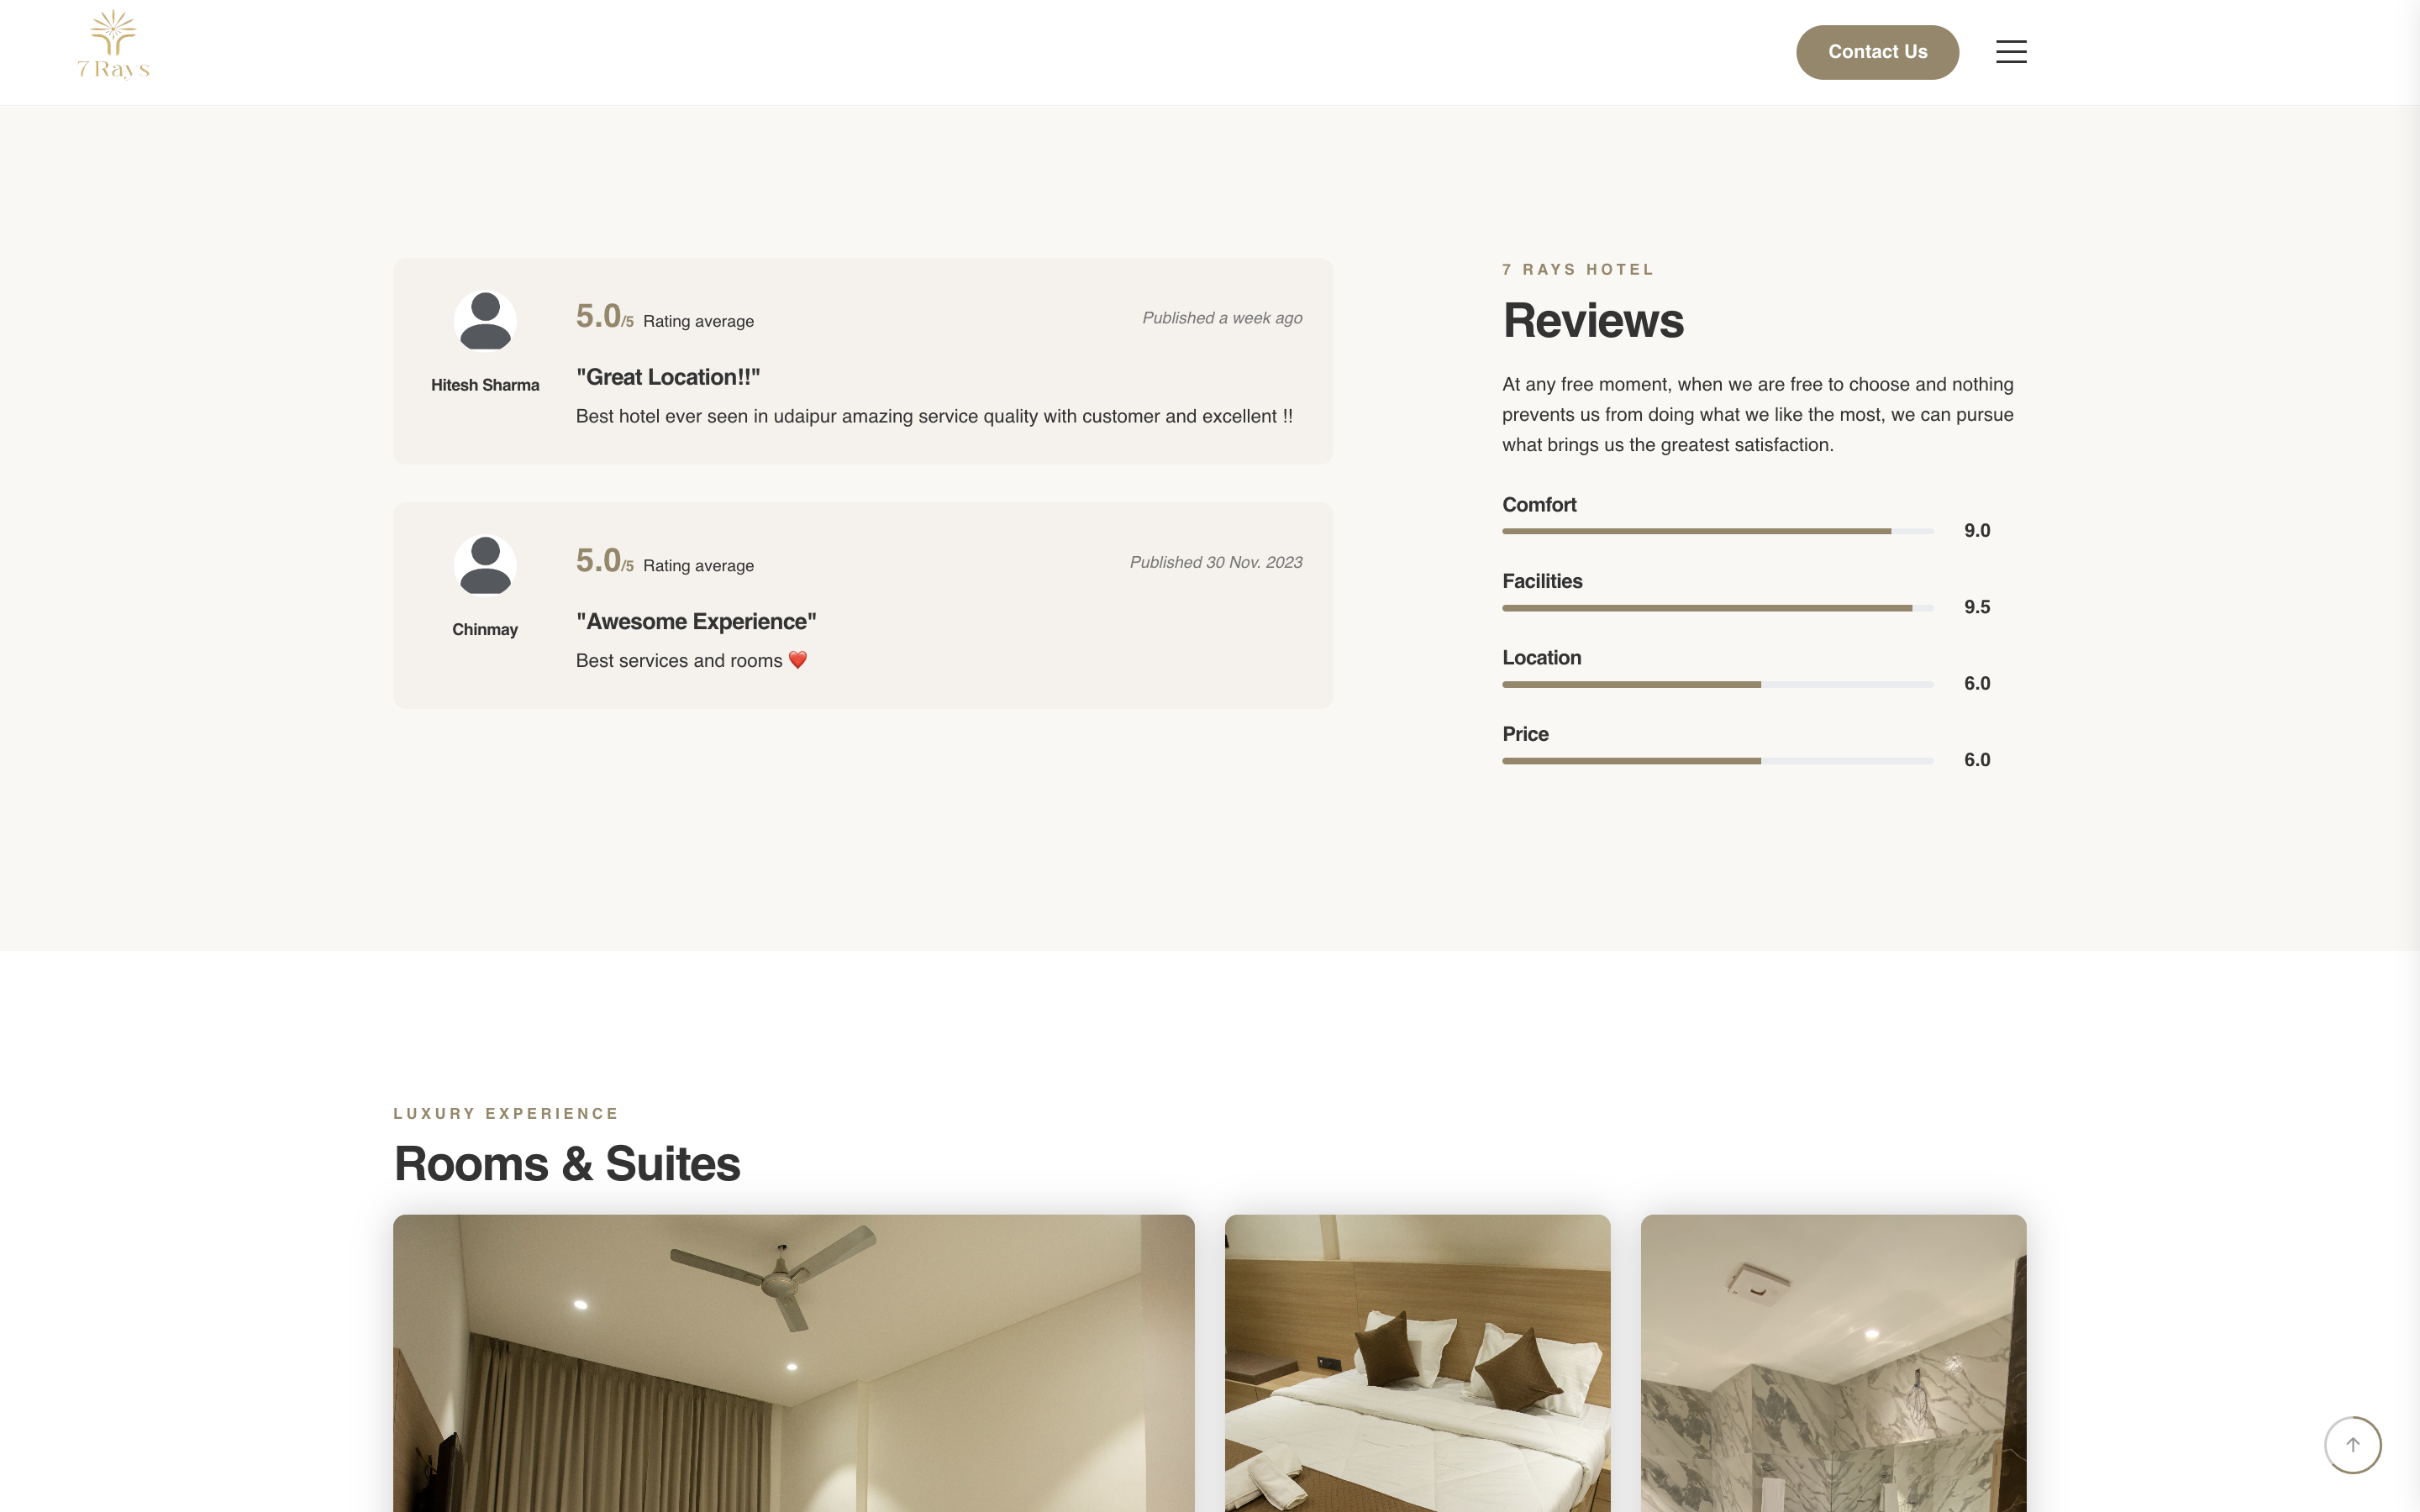 7 Rays
Contact Us
5.0/5 Rating average
Published a week ago
Hitesh Sharma
"Great Location!!"
Best hotel ever seen in udaipur amazing service quality with customer and excellent !!
5.0/5 Rating average
Published 30 Nov. 2023
Chinmay
"Awesome Experience"
Best services and rooms ❤️
7 RAYS HOTEL
Reviews
At any free moment, when we are free to choose and nothing
prevents us from doing what we like the most, we can pursue
what brings us the greatest satisfaction.
Comfort
9.0
Facilities
9.5
Location
6.0
Price
6.0
LUXURY EXPERIENCE
Rooms & Suites